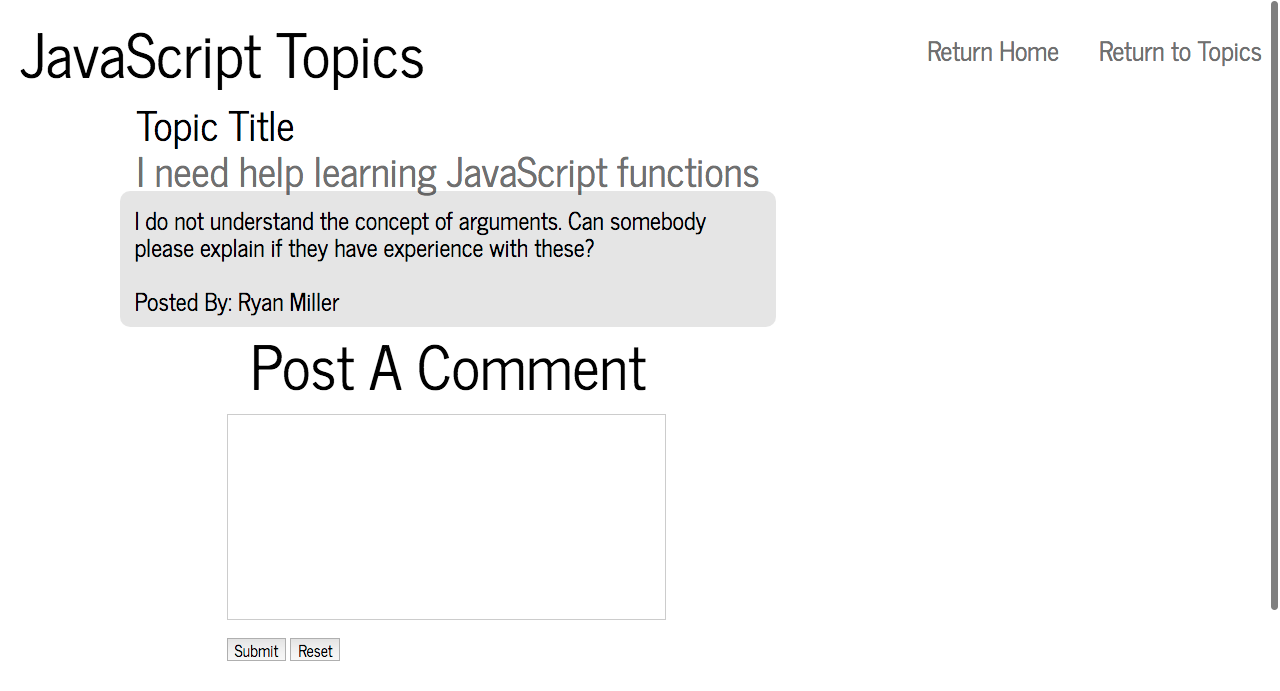 JavaScript Topics
Return Home
Return to Topics
Topic Title
I need help learning JavaScript functions
I do not understand the concept of arguments. Can somebody
please explain if they have experience with these?
Posted By: Ryan Miller
Post A Comment
Submit
Reset